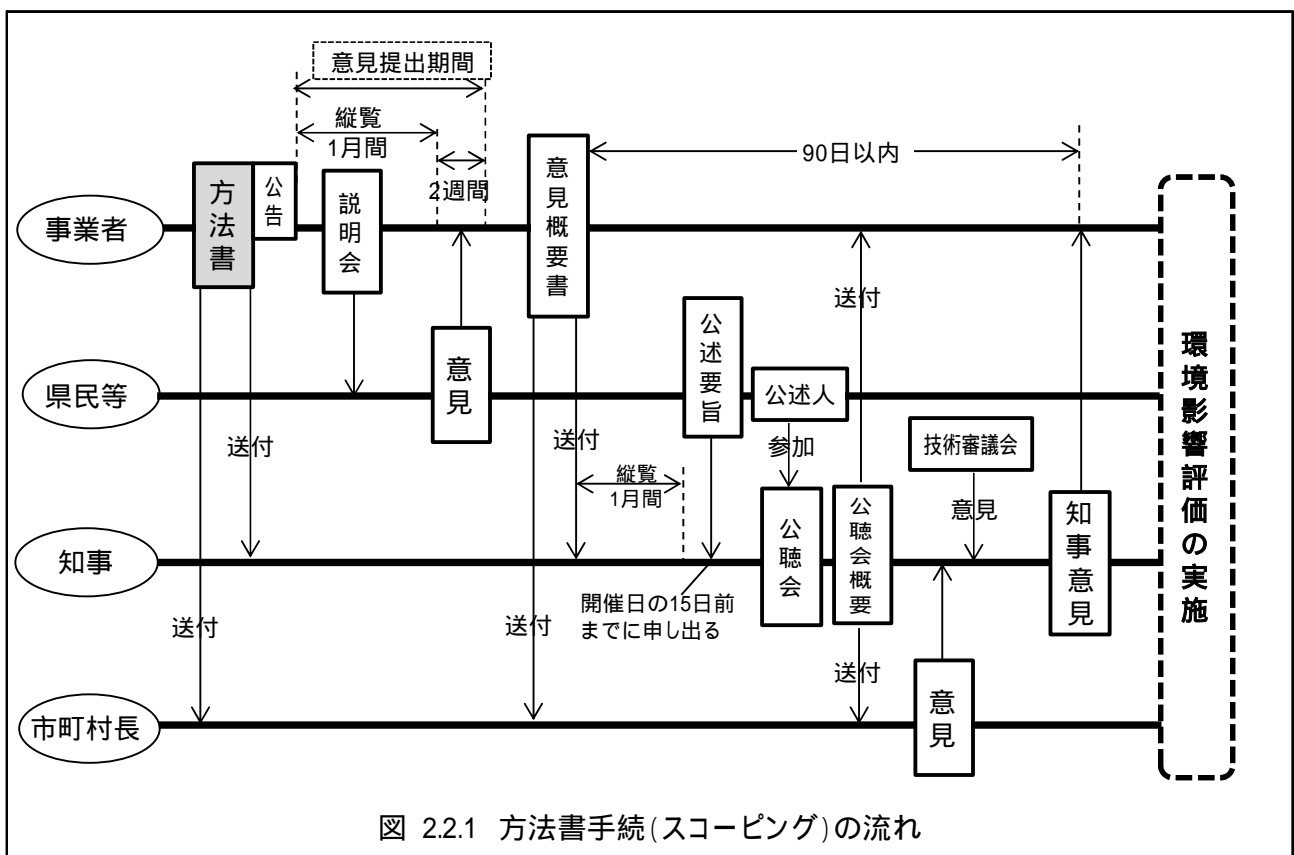 意見提出期間
縦覧
1月間
2週間
90日以内
事業者
方法書
公告
説明会
意見概要書
送付
県民等
意見
公述要旨
公述人
送付
送付
縦覧
1月間
参加
技術審議会
意見
知事
公聴会
公聴会概要
知事意見
開催日の15日前
までに申し出る
送付
送付
送付
市町村長
意見
環境影響評価の実施
図 2.2.1 方法書手続(スコーピング)の流れ